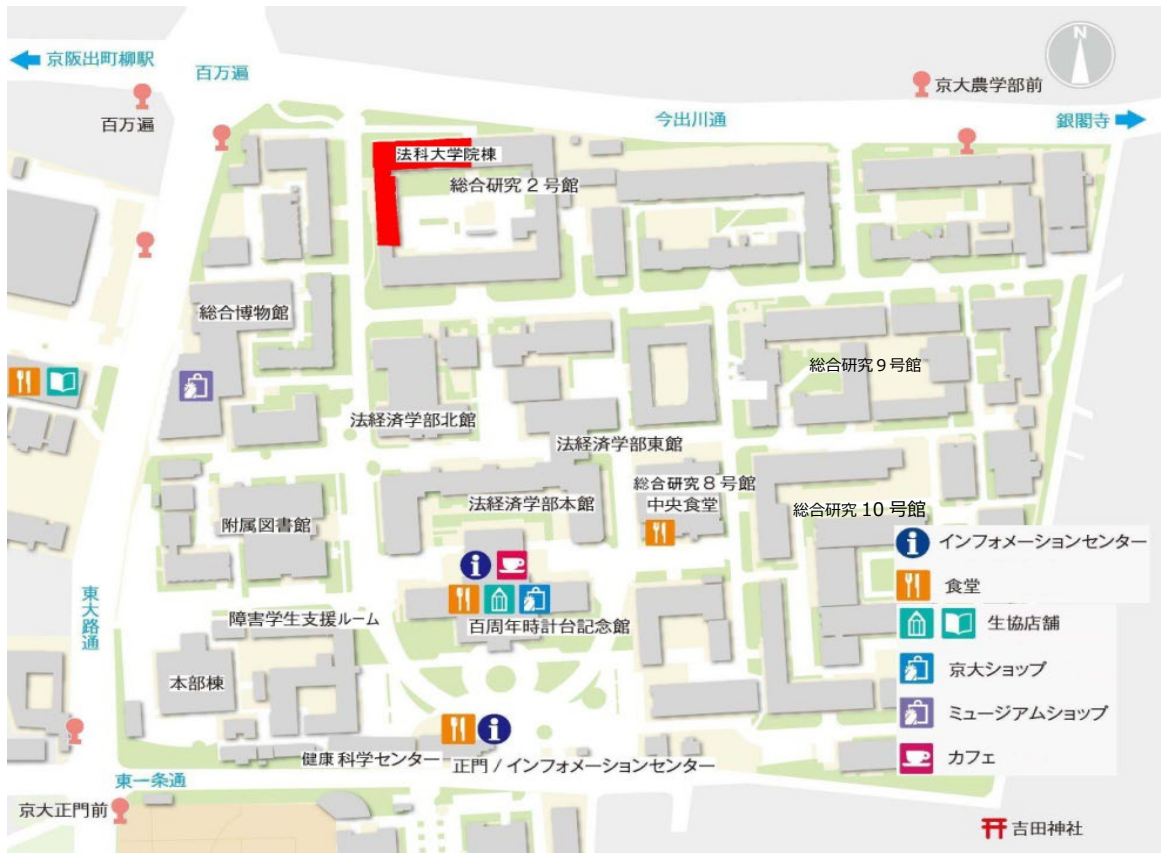 N
京阪出町柳駅
百万遍
京大農学部前
百万遍
今出川通
銀閣寺
法科大学院棟
総合研究2号館
総合博物館
総合研究9号館
法経済学部北館
法経済学部東館
総合研究8号館
法経済学部本館
中央食堂
総合研究 10 号館
附属図書館
インフォメーションセンター
食堂
東大路通
障害学生支援ルーム
百周年時計台記念館
生協店舗
京大ショップ
本部棟
ミュージアムショップ
健康科学センター
正門 / インフォメーションセンター
カフェ
東一条通
京大正門前
吉田神社